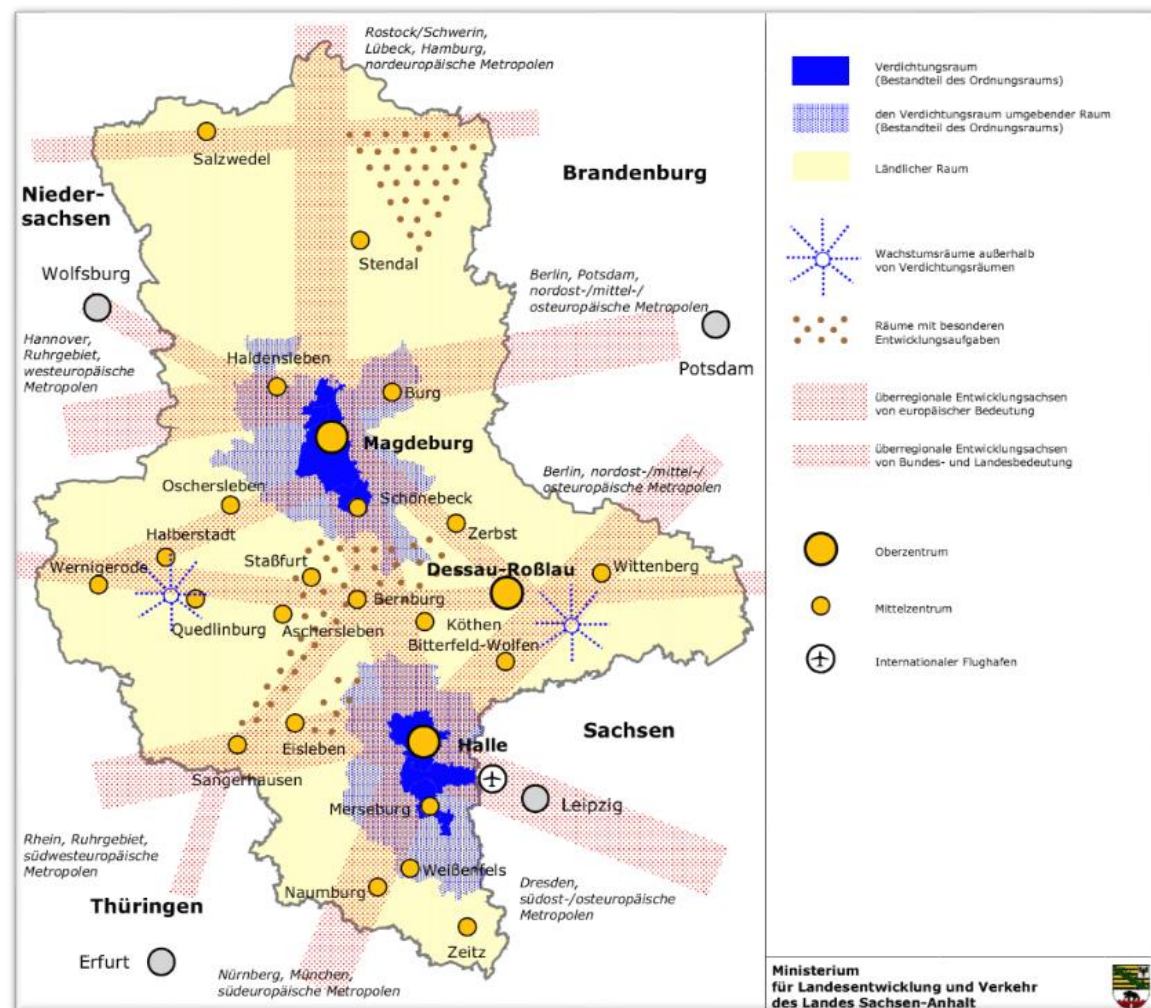 Rostock/Schwerin,
Lübeck, Hamburg,
nordeuropäische Metropolen
Salzwedel
Brandenburg
Nieder-
sachsen
Stendal
Wolfsburg
Berlin, Potsdam,
nordost-/mittel-/
osteuropäische Metropolen
Hannover,
Ruhrgebiet,
westeuropäische
Metropolen
Haldensleben
Potsdam
Burg
Magdeburg
Berlin, nordost-/mittel-/
osteuropäische Metropolen
Oschersleben
Schönebeck
Halberstadt
Zerbst
Staßfurt
Wernigerode
Dessau-Roßlau
Wittenberg
Bernburg
Quedlinburg
Aschersleben
Köthen
Bitterfeld-Wolfen
Sachsen
Halle
Eisleben
Sangerhausen
Merseburg
Leipzig
Rhein, Ruhrgebiet,
südwesteuropäische
Metropolen
Weißenfels
Naumburg
Dresden,
südost-/osteuropäische
Metropolen
Thüringen
Zeitz
Erfurt
Nürnberg, München,
südeuropäische Metropolen
Verdichtungsraum
(Bestandteil des Ordnungsraums)
den Verdichtungsraum umgebender Raum
(Bestandteil des Ordnungsraums)
Ländlicher Raum
Wachstumsräume außerhalb
von Verdichtungsräumen
Räume mit besonderen
Entwicklungsaufgaben
überregionale Entwicklungsachsen
von europäischer Bedeutung
überregionale Entwicklungsachsen
von Bundes- und Landesbedeutung
Oberzentrum
Mittelzentrum
Internationaler Flughafen
Ministerium
für Landesentwicklung und Verkehr
des Landes Sachsen-Anhalt